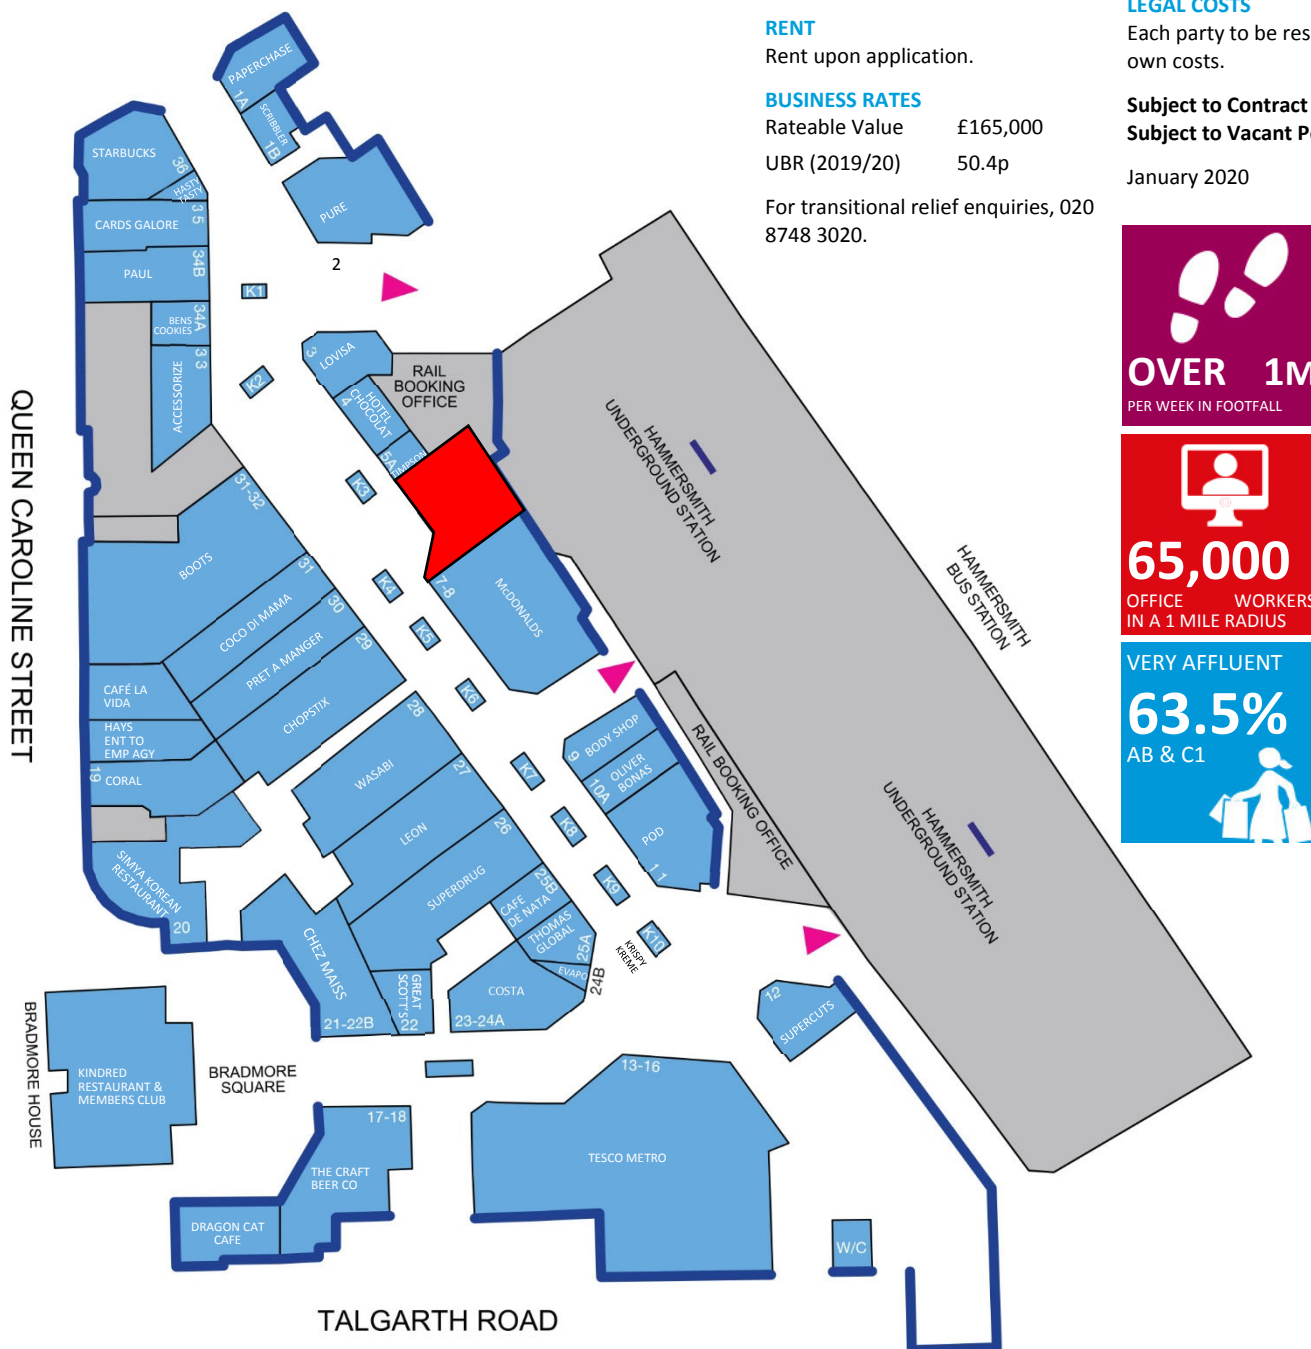 RENT
Rent upon application.
BUSINESS RATES
Rateable Value £165,000
UBR (2019/20) 50.4p
For transitional relief enquiries, 020
8748 3020.
LEGAL COSTS
Each party to be res
own costs.
Subject to Contract
Subject to Vacant P
January 2020
OVER 1M
PER WEEK IN FOOTFALL
65,000
OFFICE WORKERS
IN A 1 MILE RADIUS
VERY AFFLUENT
63.5%
AB & C1
PAPERCHASE
1A
SCRIBBLER
1B
PURE
2
STARBUCKS
36
HASTY
TASTY
CARDS GALORE
35
PAUL
34B
BENS
COOKIES
34A
ACCESSORIZE
33
K1
K2
K3
K4
K5
K6
K7
K8
K9
K10
KRISPY
KREME
3
LOVISA
4
HOTEL
CHOCOLAT
5A
TIMPSON
RAIL
BOOKING
OFFICE
7-8
McDONALDS
HAMMERSMITH
UNDERGROUND STATION
HAMMERSMITH
BUS STATION
31-32
BOOTS
31
COCO DI MAMA
30
PRET A MANGER
29
CHOPSTIX
CAFÉ LA
VIDA
HAYS
ENT TO
EMP AGY
19
CORAL
QUEEN CAROLINE STREET
28
WASABI
27
LEON
26
SUPERDRUG
25B
CAFE
DE NATA
THOMAS
GLOBAL
25A
EVAPO
24B
COSTA
23-24A
GREAT
SCOTT'S
22
CHEZ MAISS
21-22B
SIMYA KOREAN
RESTAURANT
20
9
BODY SHOP
10A
OLIVER
BONAS
POD
11
RAIL BOOKING OFFICE
HAMMERSMITH
UNDERGROUND STATION
12
SUPERCUTS
BRADMORE HOUSE
KINDRED
RESTAURANT &
MEMBERS CLUB
BRADMORE
SQUARE
13-16
TESCO METRO
17-18
THE CRAFT
BEER CO
DRAGON CAT
CAFE
W/C
TALGARTH ROAD